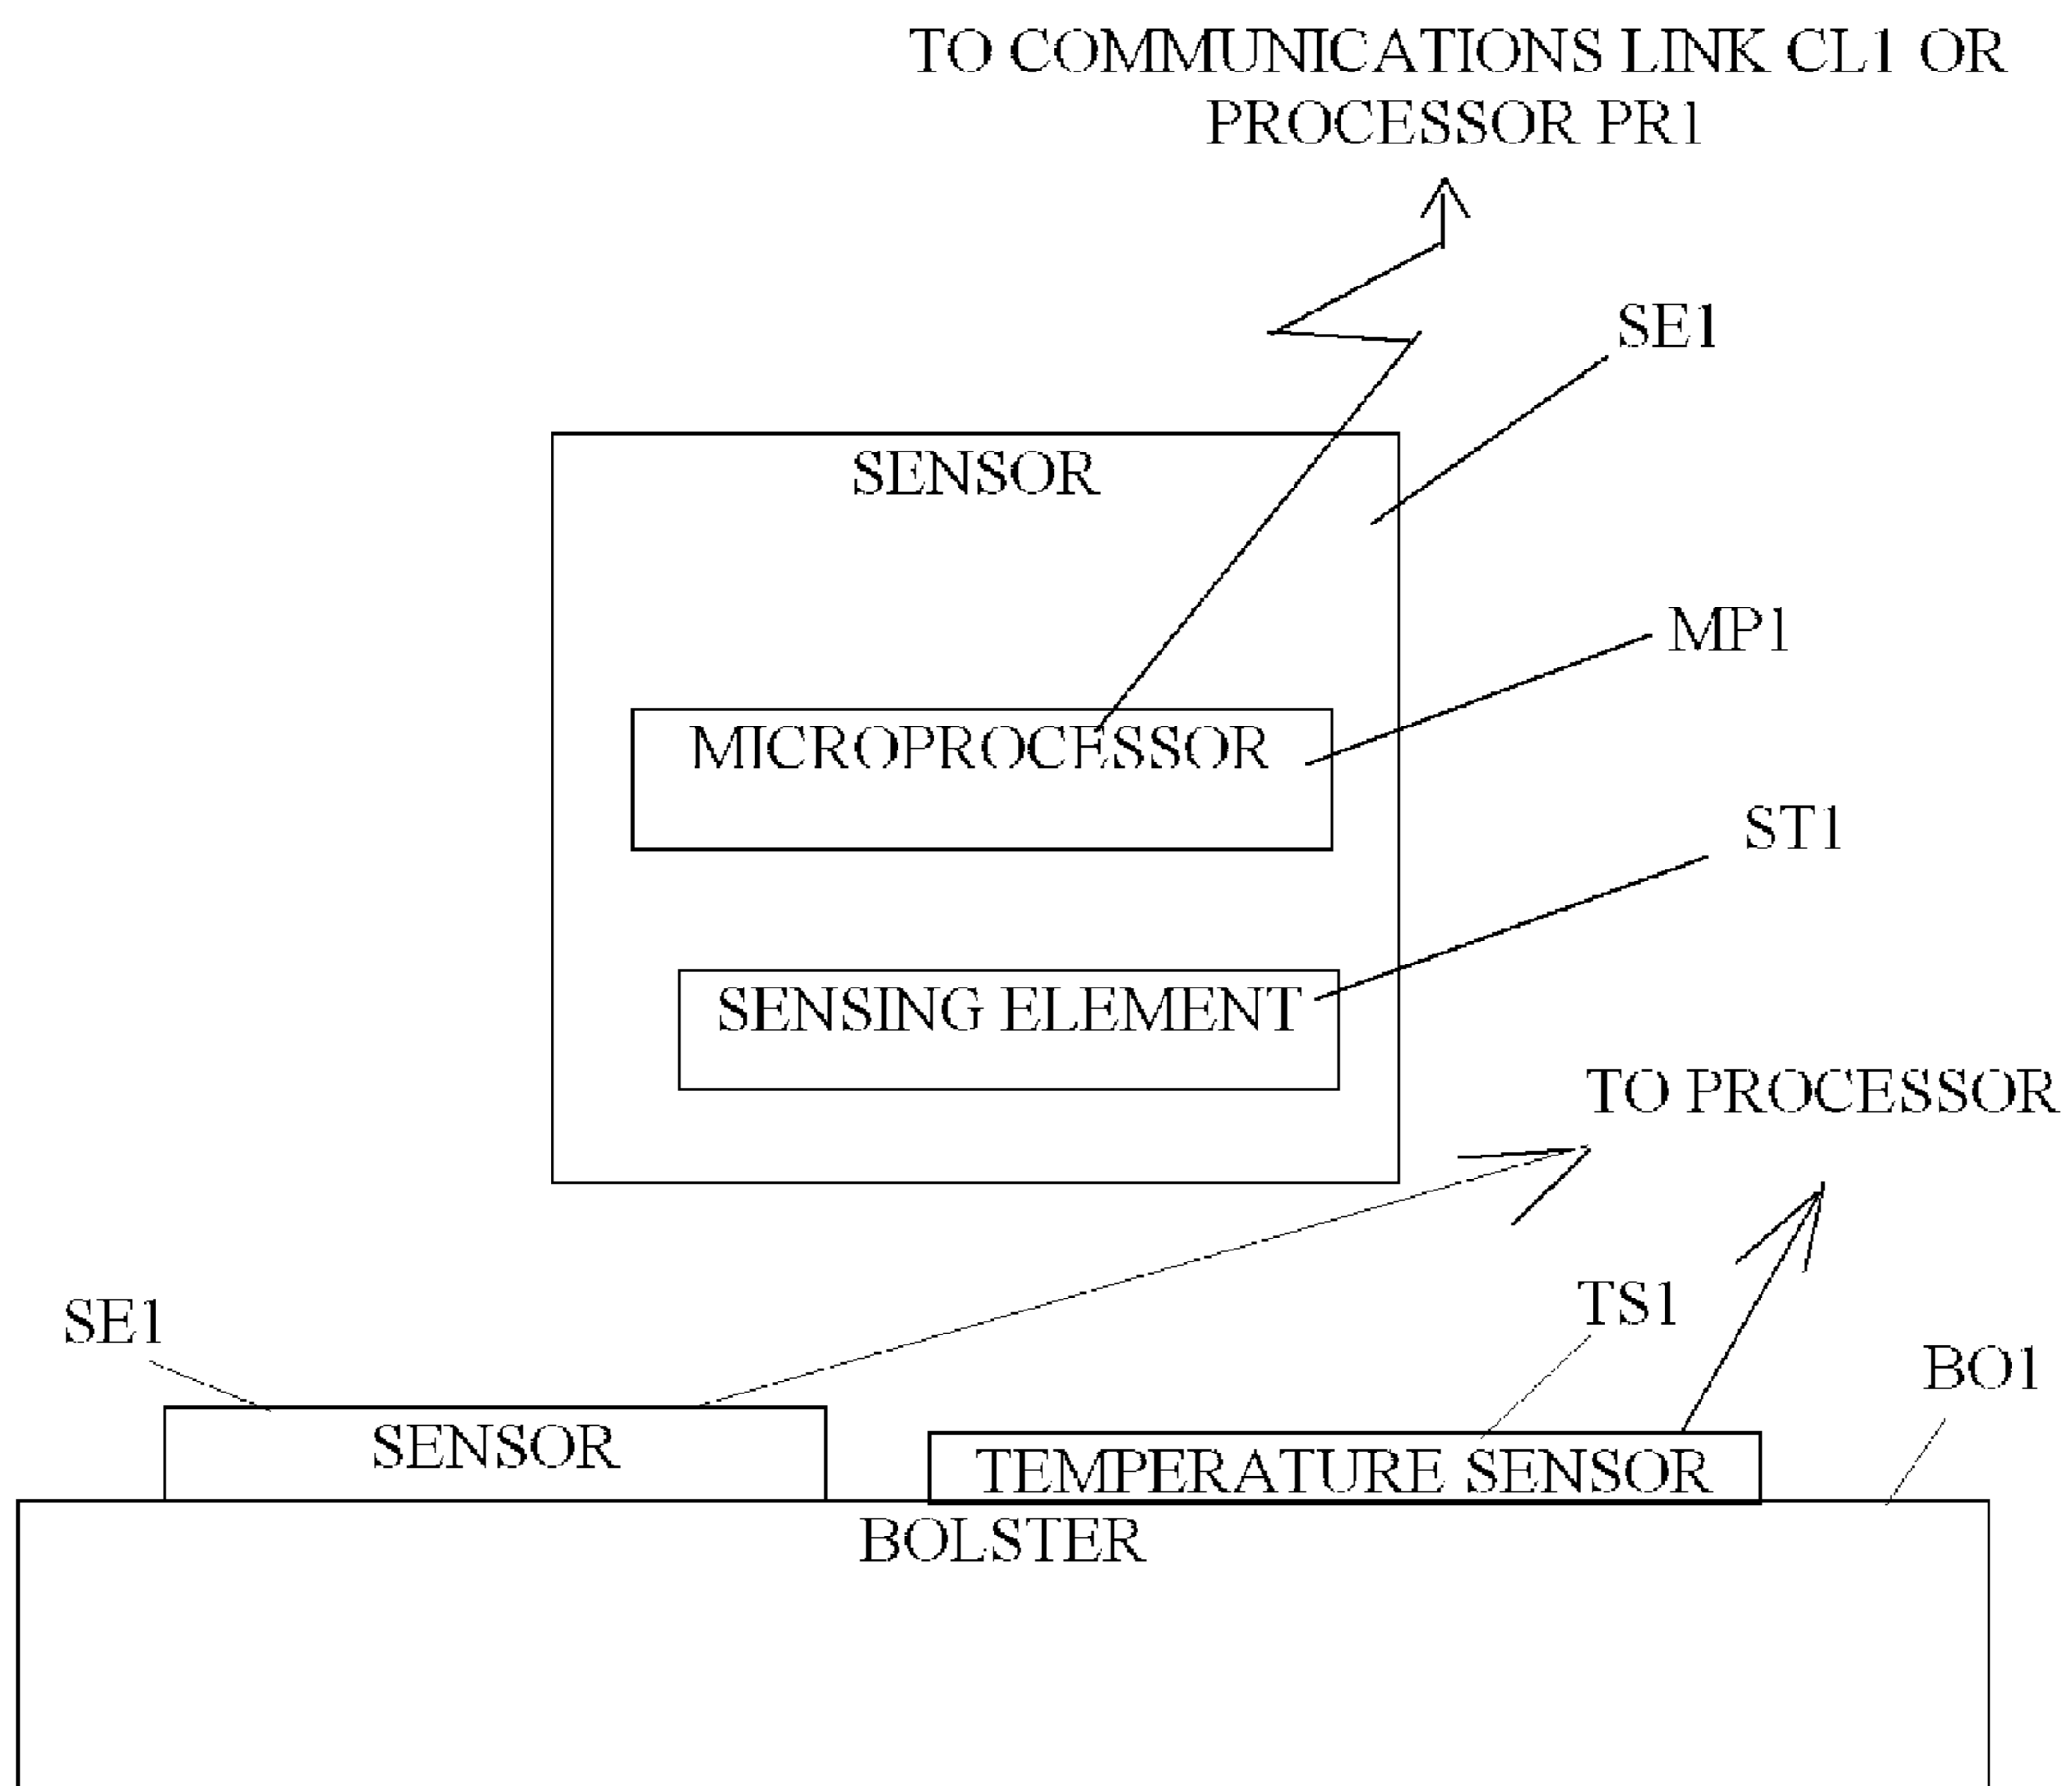 TO COMMUNICATIONS LINK CL1 OR
PROCESSOR PR1
SE1
SENSOR
MP1
MICROPROCESSOR
ST1
SENSING ELEMENT
TO PROCESSOR
TS1
SE1
BO1
SENSOR
TEMPERATURE SENSOR
BOLSTER